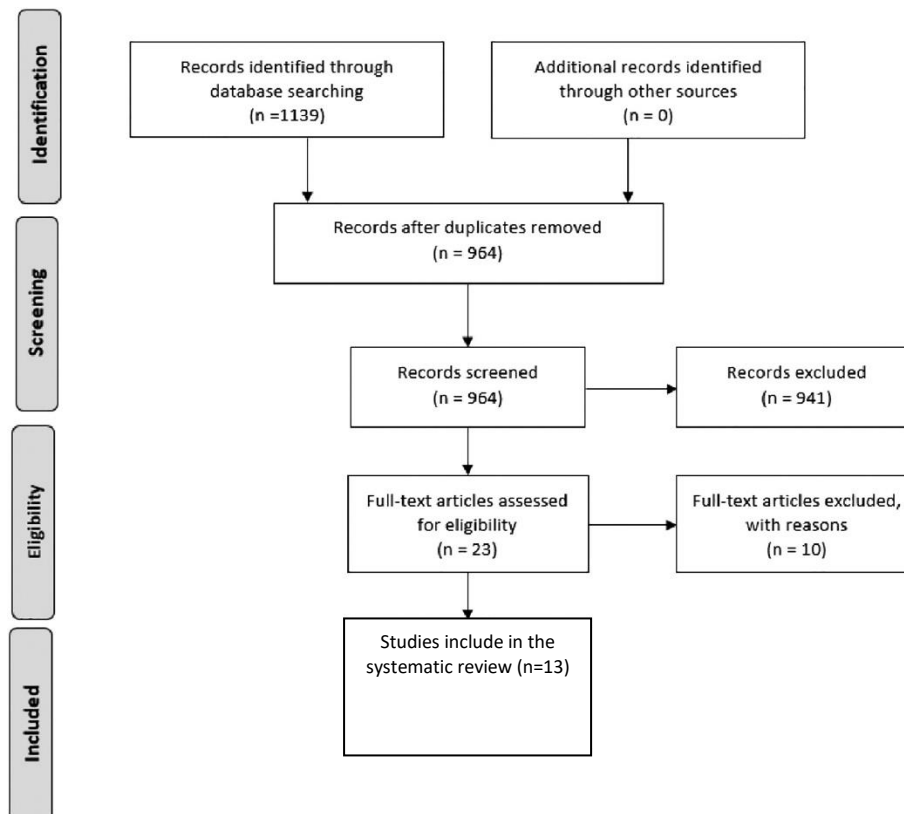 Identification
Records identified through
database searching
(n =1139)
Additional records identified
through other sources
(n = 0)
Screening
Records after duplicates removed
(n = 964)
Records screened
(n = 964)
Records excluded
(n = 941)
Eligibility
Full-text articles assessed
for eligibility
(n = 23)
Full-text articles excluded,
with reasons
(n = 10)
Included
Studies include in the
systematic review (n=13)